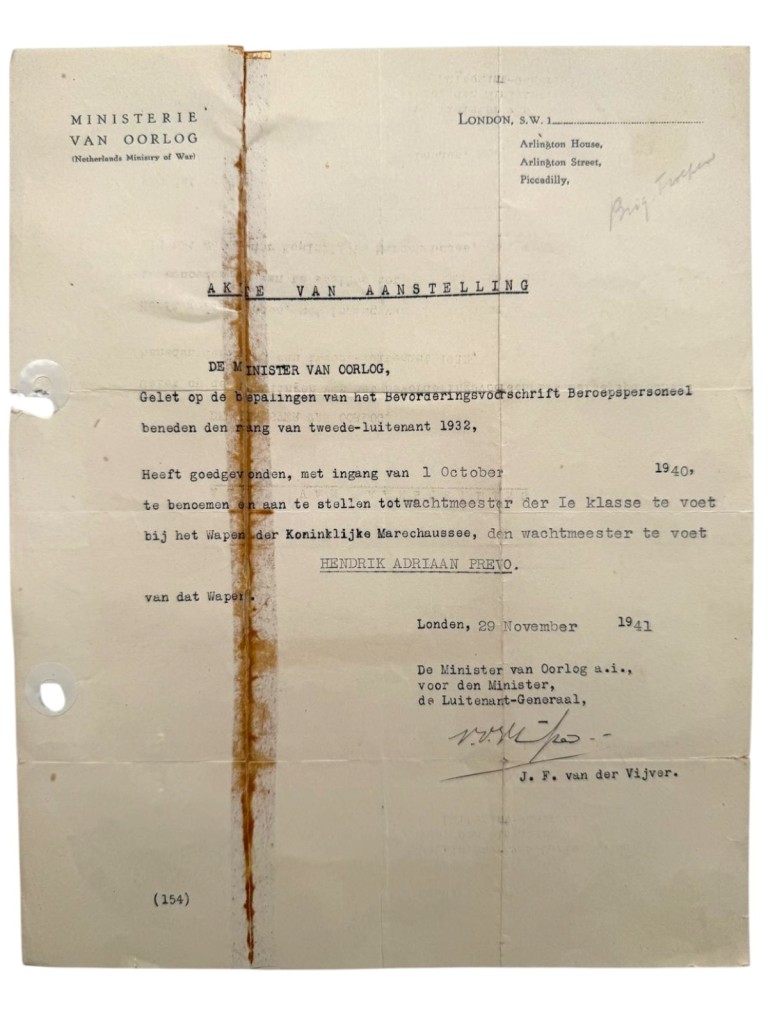 MINISTERIE
VAN OORLOG
(Netherlands Ministry of War)
LONDON, S.W. 1
Arlington House,
Arlington Street,
Piccadilly,
Brig Troepen
AKTE VAN AANSTELLING
DE MINISTER VAN OORLOG,
Gelet op de bepalingen van het Bevorderingsvoorschrift Beroepspersoneel
beneden den rang van tweede-luitenant 1932,
Heeft goedgevonden, met ingang van 1 October 1940,
te benoemen en aan te stellen totwachtmeester der Ie klasse te voet
bij het Wapen der Koninklijke Marechaussee, den wachtmeester te voet
HENDRIK ADRIAAN PREVO.
van dat Wapen.
Londen, 29 November 1941
De Minister van Oorlog a.i.,
voor den Minister,
de Luitenant-Generaal,
J. F. van der Vijver.
(154)